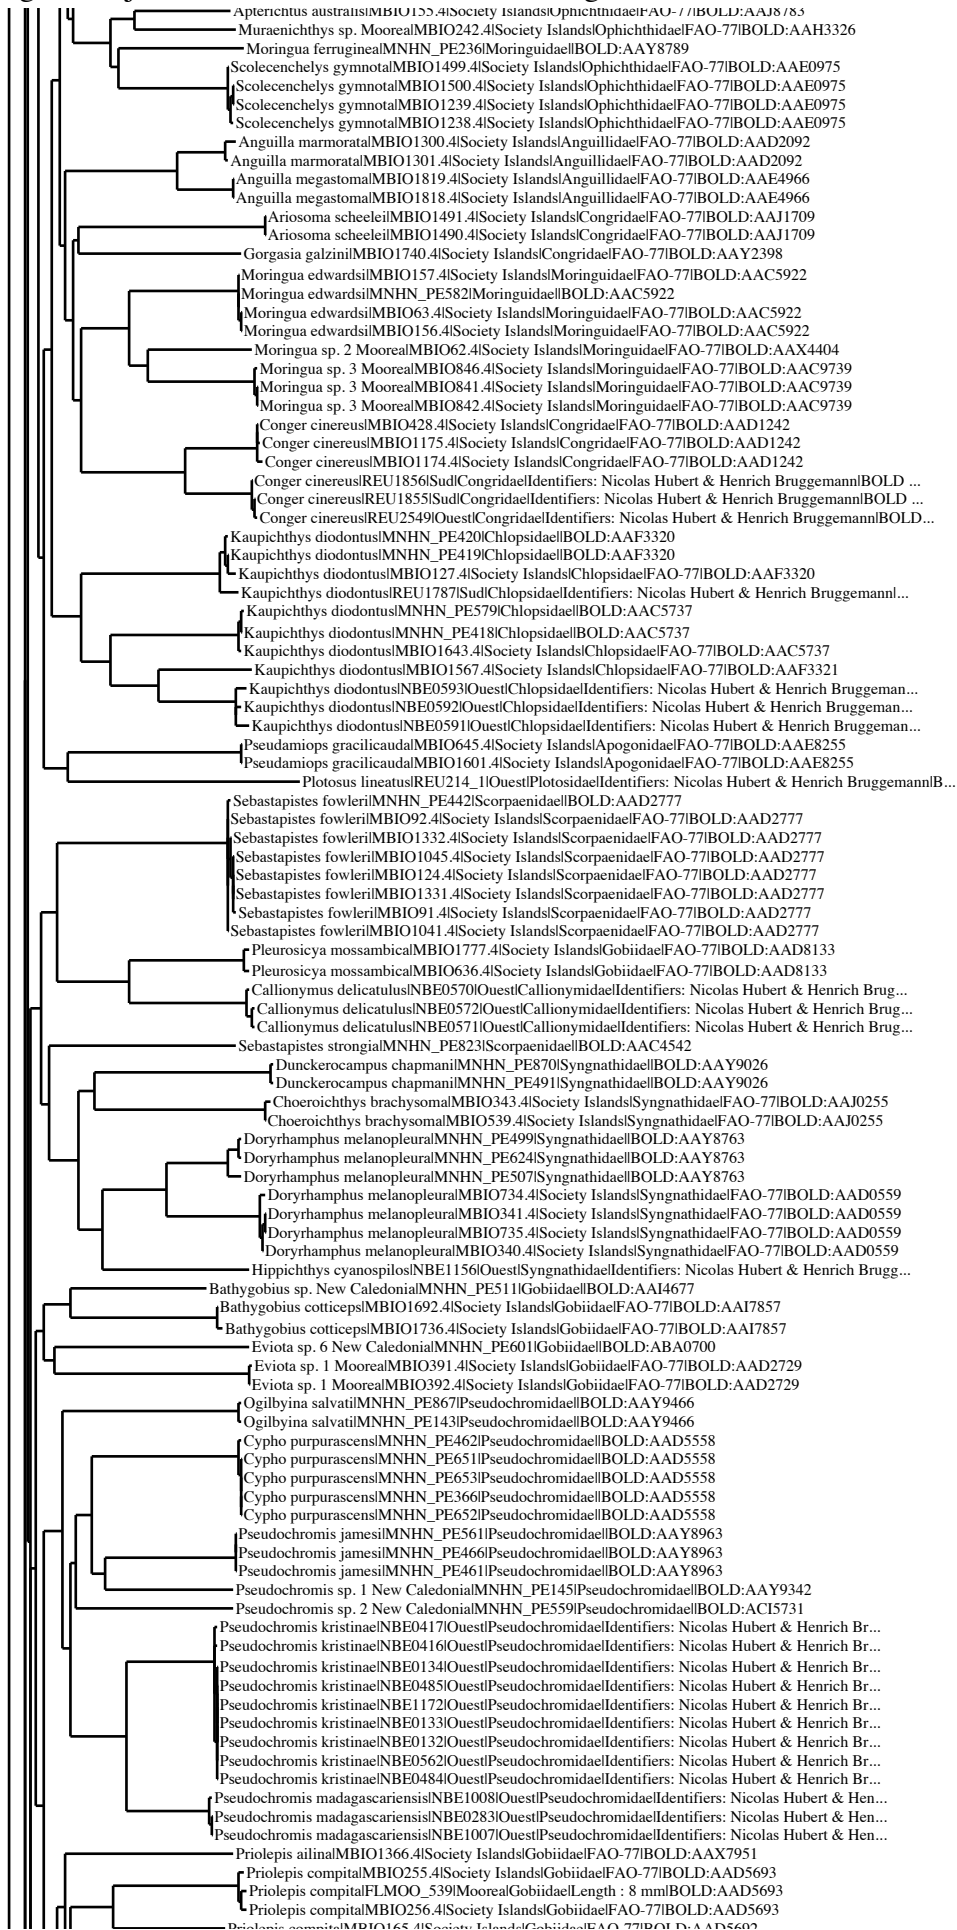 Apterichtus australis|MBIO155.4|Society Islands|Ophichthidae|FAO-77|BOLD:AAJ8783
Muraenichthys sp. Moorea|MBIO242.4|Society Islands|Ophichthidae|FAO-77|BOLD:AAH3326
Moringua ferruginea|MNHN_PE236|Moringuidae||BOLD:AAY8789
Scolecenchelys gymnota|MBIO1499.4|Society Islands|Ophichthidae|FAO-77|BOLD:AAE0975
Scolecenchelys gymnota|MBIO1500.4|Society Islands|Ophichthidae|FAO-77|BOLD:AAE0975
Scolecenchelys gymnota|MBIO1239.4|Society Islands|Ophichthidae|FAO-77|BOLD:AAE0975
Scolecenchelys gymnota|MBIO1238.4|Society Islands|Ophichthidae|FAO-77|BOLD:AAE0975
Anguilla marmorata|MBIO1300.4|Society Islands|Anguillidae|FAO-77|BOLD:AAD2092
Anguilla marmorata|MBIO1301.4|Society Islands|Anguillidae|FAO-77|BOLD:AAD2092
Anguilla megastoma|MBIO1819.4|Society Islands|Anguillidae|FAO-77|BOLD:AAE4966
Anguilla megastoma|MBIO1818.4|Society Islands|Anguillidae|FAO-77|BOLD:AAE4966
Ariosoma scheelei|MBIO1491.4|Society Islands|Congridae|FAO-77|BOLD:AAJ1709
Ariosoma scheelei|MBIO1490.4|Society Islands|Congridae|FAO-77|BOLD:AAJ1709
Gorgasia galzini|MBIO1740.4|Society Islands|Congridae|FAO-77|BOLD:AAY2398
Moringua edwardsi|MBIO157.4|Society Islands|Moringuidae|FAO-77|BOLD:AAC5922
Moringua edwardsi|MNHN_PE582|Moringuidae||BOLD:AAC5922
Moringua edwardsi|MBIO63.4|Society Islands|Moringuidae|FAO-77|BOLD:AAC5922
Moringua edwardsi|MBIO156.4|Society Islands|Moringuidae|FAO-77|BOLD:AAC5922
Moringua sp. 2 Moorea|MBIO62.4|Society Islands|Moringuidae|FAO-77|BOLD:AAX4404
Moringua sp. 3 Moorea|MBIO846.4|Society Islands|Moringuidae|FAO-77|BOLD:AAC9739
Moringua sp. 3 Moorea|MBIO841.4|Society Islands|Moringuidae|FAO-77|BOLD:AAC9739
Moringua sp. 3 Moorea|MBIO842.4|Society Islands|Moringuidae|FAO-77|BOLD:AAC9739
Conger cinereus|MBIO428.4|Society Islands|Congridae|FAO-77|BOLD:AAD1242
Conger cinereus|MBIO1175.4|Society Islands|Congridae|FAO-77|BOLD:AAD1242
Conger cinereus|MBIO1174.4|Society Islands|Congridae|FAO-77|BOLD:AAD1242
Conger cinereus|REU1856|Sud|Congridae|Identifiers: Nicolas Hubert & Henrich Bruggemann|BOLD ...
Conger cinereus|REU1855|Sud|Congridae|Identifiers: Nicolas Hubert & Henrich Bruggemann|BOLD ...
Conger cinereus|REU2549|Ouest|Congridae|Identifiers: Nicolas Hubert & Henrich Bruggemann|BOLD...
Kaupichthys diodontus|MNHN_PE420|Chlopsidae||BOLD:AAF3320
Kaupichthys diodontus|MNHN_PE419|Chlopsidae||BOLD:AAF3320
Kaupichthys diodontus|MBIO127.4|Society Islands|Chlopsidae|FAO-77|BOLD:AAF3320
Kaupichthys diodontus|REU1787|Sud|Chlopsidae|Identifiers: Nicolas Hubert & Henrich Bruggemann|...
Kaupichthys diodontus|MNHN_PE579|Chlopsidae||BOLD:AAC5737
Kaupichthys diodontus|MNHN_PE418|Chlopsidae||BOLD:AAC5737
Kaupichthys diodontus|MBIO1643.4|Society Islands|Chlopsidae|FAO-77|BOLD:AAC5737
Kaupichthys diodontus|MBIO1567.4|Society Islands|Chlopsidae|FAO-77|BOLD:AAF3321
Kaupichthys diodontus|NBE0593|Ouest|Chlopsidae|Identifiers: Nicolas Hubert & Henrich Bruggeman...
Kaupichthys diodontus|NBE0592|Ouest|Chlopsidae|Identifiers: Nicolas Hubert & Henrich Bruggeman...
Kaupichthys diodontus|NBE0591|Ouest|Chlopsidae|Identifiers: Nicolas Hubert & Henrich Bruggeman...
Pseudamiops gracilicauda|MBIO645.4|Society Islands|Apogonidae|FAO-77|BOLD:AAE8255
Pseudamiops gracilicauda|MBIO1601.4|Society Islands|Apogonidae|FAO-77|BOLD:AAE8255
Plotosus lineatus|REU214_1|Ouest|Plotosidae|Identifiers: Nicolas Hubert & Henrich Bruggemann|B...
Sebastapistes fowleri|MNHN_PE442|Scorpaenidae||BOLD:AAD2777
Sebastapistes fowleri|MBIO92.4|Society Islands|Scorpaenidae|FAO-77|BOLD:AAD2777
Sebastapistes fowleri|MBIO1332.4|Society Islands|Scorpaenidae|FAO-77|BOLD:AAD2777
Sebastapistes fowleri|MBIO1045.4|Society Islands|Scorpaenidae|FAO-77|BOLD:AAD2777
Sebastapistes fowleri|MBIO124.4|Society Islands|Scorpaenidae|FAO-77|BOLD:AAD2777
Sebastapistes fowleri|MBIO1331.4|Society Islands|Scorpaenidae|FAO-77|BOLD:AAD2777
Sebastapistes fowleri|MBIO91.4|Society Islands|Scorpaenidae|FAO-77|BOLD:AAD2777
Sebastapistes fowleri|MBIO1041.4|Society Islands|Scorpaenidae|FAO-77|BOLD:AAD2777
Pleurosicya mossambica|MBIO1777.4|Society Islands|Gobiidae|FAO-77|BOLD:AAD8133
Pleurosicya mossambica|MBIO636.4|Society Islands|Gobiidae|FAO-77|BOLD:AAD8133
Callionymus delicatulus|NBE0570|Ouest|Callionymidae|Identifiers: Nicolas Hubert & Henrich Brug...
Callionymus delicatulus|NBE0572|Ouest|Callionymidae|Identifiers: Nicolas Hubert & Henrich Brug...
Callionymus delicatulus|NBE0571|Ouest|Callionymidae|Identifiers: Nicolas Hubert & Henrich Brug...
Sebastapistes strongia|MNHN_PE823|Scorpaenidae||BOLD:AAC4542
Dunckerocampus chapmani|MNHN_PE870|Syngnathidae||BOLD:AAY9026
Dunckerocampus chapmani|MNHN_PE491|Syngnathidae||BOLD:AAY9026
Choeroichthys brachysoma|MBIO343.4|Society Islands|Syngnathidae|FAO-77|BOLD:AAJ0255
Choeroichthys brachysoma|MBIO539.4|Society Islands|Syngnathidae|FAO-77|BOLD:AAJ0255
Doryrhamphus melanopleura|MNHN_PE499|Syngnathidae||BOLD:AAY8763
Doryrhamphus melanopleura|MNHN_PE624|Syngnathidae||BOLD:AAY8763
Doryrhamphus melanopleura|MNHN_PE507|Syngnathidae||BOLD:AAY8763
Doryrhamphus melanopleura|MBIO734.4|Society Islands|Syngnathidae|FAO-77|BOLD:AAD0559
Doryrhamphus melanopleura|MBIO341.4|Society Islands|Syngnathidae|FAO-77|BOLD:AAD0559
Doryrhamphus melanopleura|MBIO735.4|Society Islands|Syngnathidae|FAO-77|BOLD:AAD0559
Doryrhamphus melanopleura|MBIO340.4|Society Islands|Syngnathidae|FAO-77|BOLD:AAD0559
Hippichthys cyanospilos|NBE1156|Ouest|Syngnathidae|Identifiers: Nicolas Hubert & Henrich Brugg...
Bathygobius sp. New Caledonia|MNHN_PE511|Gobiidae||BOLD:AAI4677
Bathygobius cotticeps|MBIO1692.4|Society Islands|Gobiidae|FAO-77|BOLD:AAI7857
Bathygobius cotticeps|MBIO1736.4|Society Islands|Gobiidae|FAO-77|BOLD:AAI7857
Eviota sp. 6 New Caledonia|MNHN_PE601|Gobiidae||BOLD:ABA0700
Eviota sp. 1 Moorea|MBIO391.4|Society Islands|Gobiidae|FAO-77|BOLD:AAD2729
Eviota sp. 1 Moorea|MBIO392.4|Society Islands|Gobiidae|FAO-77|BOLD:AAD2729
Ogilbyina salvati|MNHN_PE867|Pseudochromidae||BOLD:AAY9466
Ogilbyina salvati|MNHN_PE143|Pseudochromidae||BOLD:AAY9466
Cypho purpurascens|MNHN_PE462|Pseudochromidae||BOLD:AAD5558
Cypho purpurascens|MNHN_PE651|Pseudochromidae||BOLD:AAD5558
Cypho purpurascens|MNHN_PE653|Pseudochromidae||BOLD:AAD5558
Cypho purpurascens|MNHN_PE366|Pseudochromidae||BOLD:AAD5558
Cypho purpurascens|MNHN_PE652|Pseudochromidae||BOLD:AAD5558
Pseudochromis jamesi|MNHN_PE561|Pseudochromidae||BOLD:AAY8963
Pseudochromis jamesi|MNHN_PE466|Pseudochromidae||BOLD:AAY8963
Pseudochromis jamesi|MNHN_PE461|Pseudochromidae||BOLD:AAY8963
Pseudochromis sp. 1 New Caledonia|MNHN_PE145|Pseudochromidae||BOLD:AAY9342
Pseudochromis sp. 2 New Caledonia|MNHN_PE559|Pseudochromidae||BOLD:ACI5731
Pseudochromis kristinae|NBE0417|Ouest|Pseudochromidae|Identifiers: Nicolas Hubert & Henrich Br...
Pseudochromis kristinae|NBE0416|Ouest|Pseudochromidae|Identifiers: Nicolas Hubert & Henrich Br...
Pseudochromis kristinae|NBE0134|Ouest|Pseudochromidae|Identifiers: Nicolas Hubert & Henrich Br...
Pseudochromis kristinae|NBE0485|Ouest|Pseudochromidae|Identifiers: Nicolas Hubert & Henrich Br...
Pseudochromis kristinae|NBE1172|Ouest|Pseudochromidae|Identifiers: Nicolas Hubert & Henrich Br...
Pseudochromis kristinae|NBE0133|Ouest|Pseudochromidae|Identifiers: Nicolas Hubert & Henrich Br...
Pseudochromis kristinae|NBE0132|Ouest|Pseudochromidae|Identifiers: Nicolas Hubert & Henrich Br...
Pseudochromis kristinae|NBE0562|Ouest|Pseudochromidae|Identifiers: Nicolas Hubert & Henrich Br...
Pseudochromis kristinae|NBE0484|Ouest|Pseudochromidae|Identifiers: Nicolas Hubert & Henrich Br...
Pseudochromis madagascariensis|NBE1008|Ouest|Pseudochromidae|Identifiers: Nicolas Hubert & Hen...
Pseudochromis madagascariensis|NBE0283|Ouest|Pseudochromidae|Identifiers: Nicolas Hubert & Hen...
Pseudochromis madagascariensis|NBE1007|Ouest|Pseudochromidae|Identifiers: Nicolas Hubert & Hen...
Priolepis ailina|MBIO1366.4|Society Islands|Gobiidae|FAO-77|BOLD:AAX7951
Priolepis compita|MBIO255.4|Society Islands|Gobiidae|FAO-77|BOLD:AAD5693
Priolepis compita|FLMOO_539|Moorea|Gobiidae|Length : 8 mm|BOLD:AAD5693
Priolepis compita|MBIO256.4|Society Islands|Gobiidae|FAO-77|BOLD:AAD5693
Priolepis compita|MBIO165.4|Society Islands|Gobiidae|FAO-77|BOLD:AAD5692